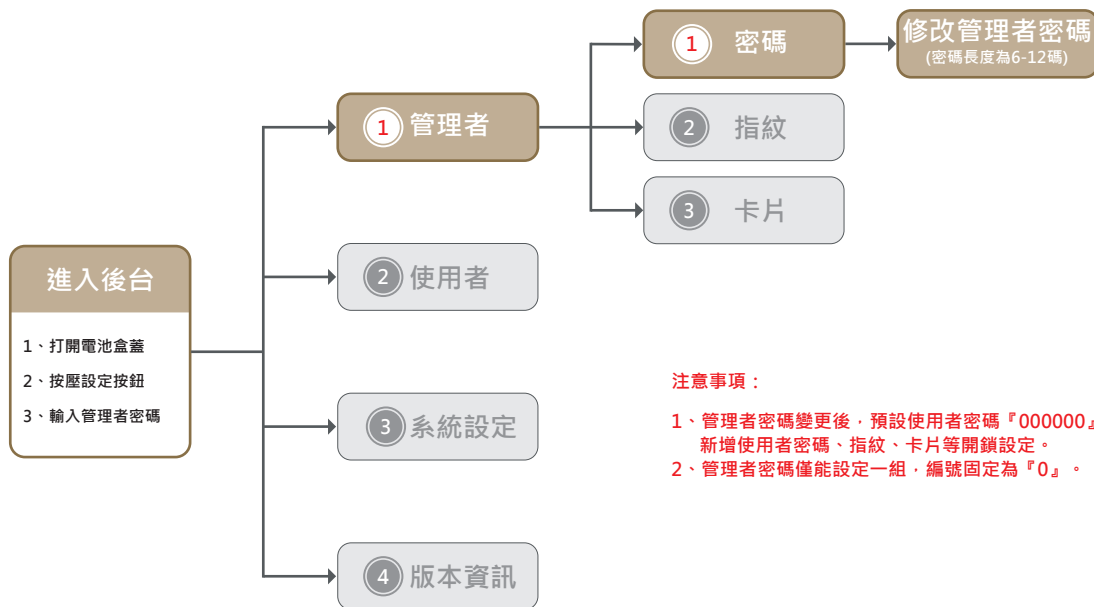 進入後台
1、打開電池盒蓋
2、按壓設定按鈕
3、輸入管理者密碼
1 管理者
2 使用者
3 系統設定
4 版本資訊
1 密碼
2 指紋
3 卡片
修改管理者密碼
(密碼長度為6-12碼)
注意事項：
1、管理者密碼變更後，預設使用者密碼『000000』
新增使用者密碼、指紋、卡片等開鎖設定。
2、管理者密碼僅能設定一組，編號固定為『0』。